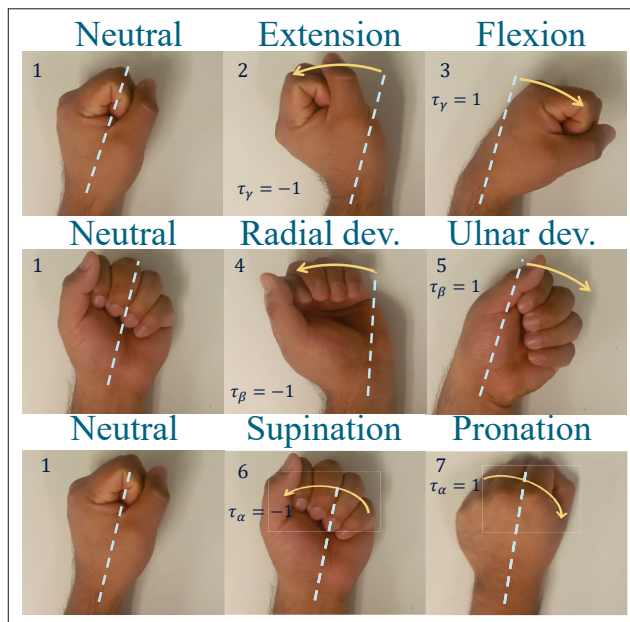 Neutral Extension Flexion
1 2 3
τγ = 1
τγ = −1
Neutral Radial dev. Ulnar dev.
1 4 5
τβ = 1
τβ = −1
Neutral Supination Pronation
1 6 7
τα = −1 τα = 1